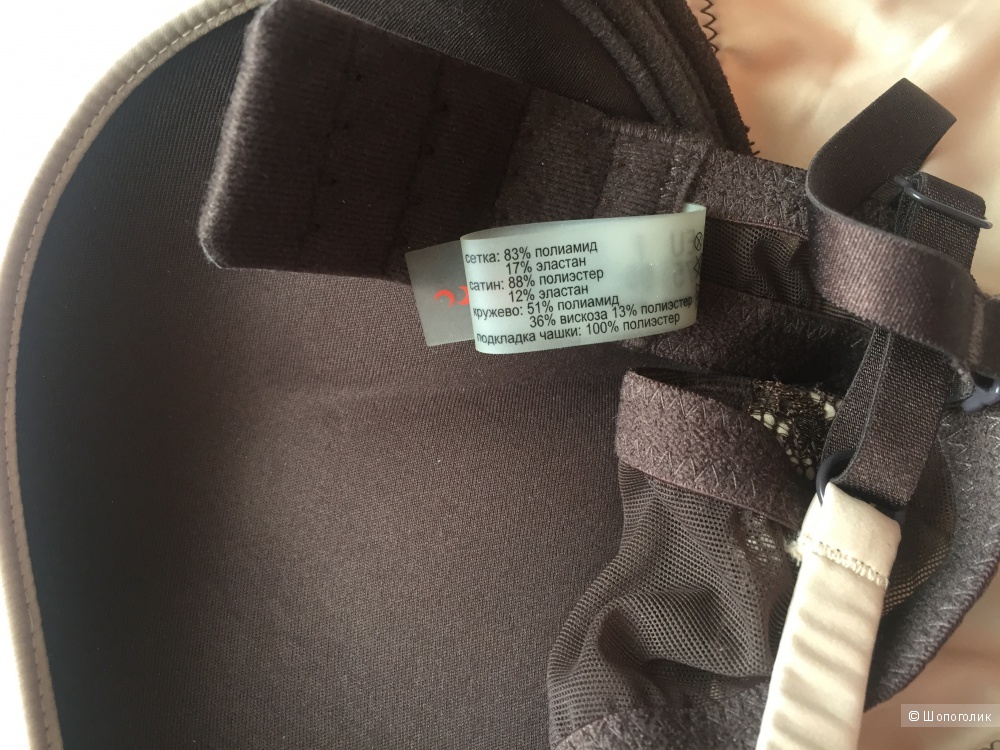 сетка: 83% полиамид
17% эластан
сатин: 88% полиэстер
12% эластан
кружево: 51% полиамид
36% вискоза 13% полиэстер
подкладка чашки: 100% полиэстер
© Шопоголик